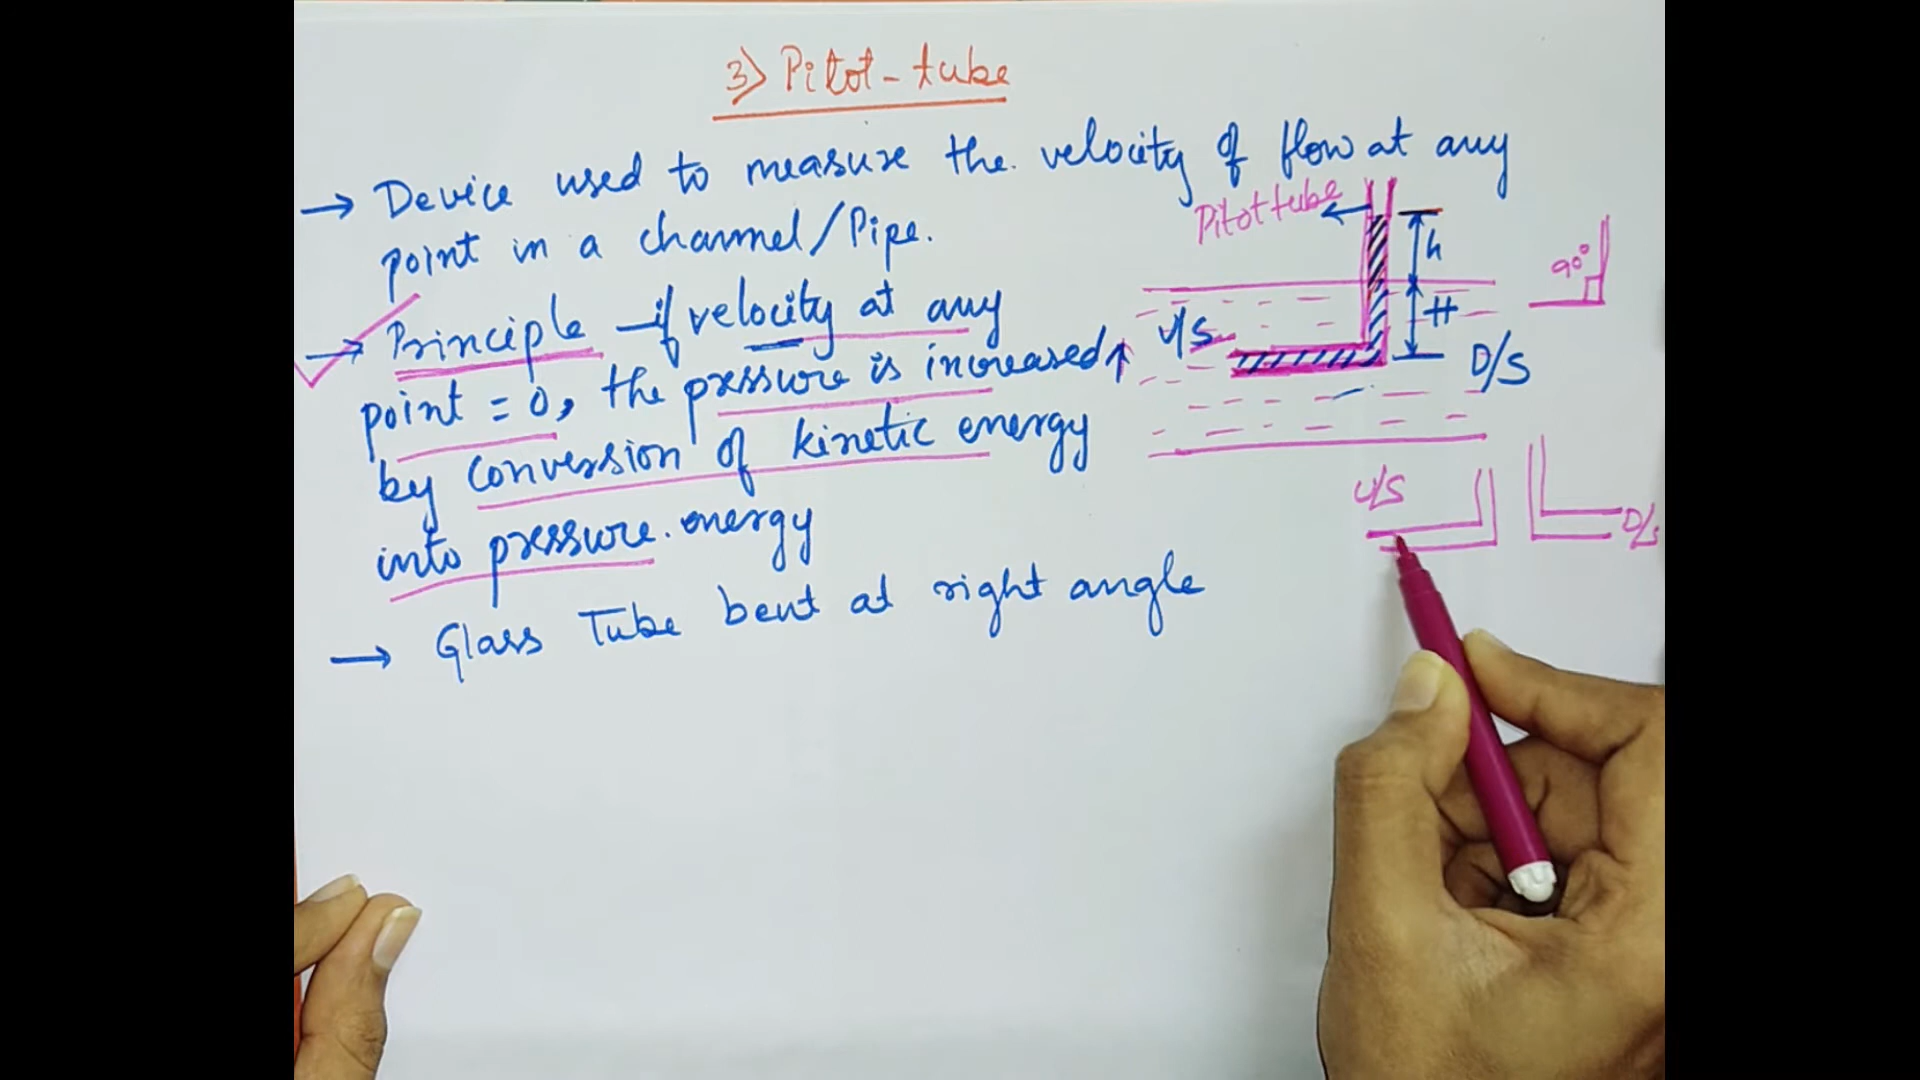 3) Pitot-tube
→ Device used to measure the velocity of flow at any
point in a channel/Pipe.
→ Principle - if velocity at any
point = 0, the pressure is increased ↑
by conversion of kinetic energy
into pressure energy
→ Glass Tube bent at right angle
Pitot tube
h
H
U/S
D/S
90°
U/S
D/S